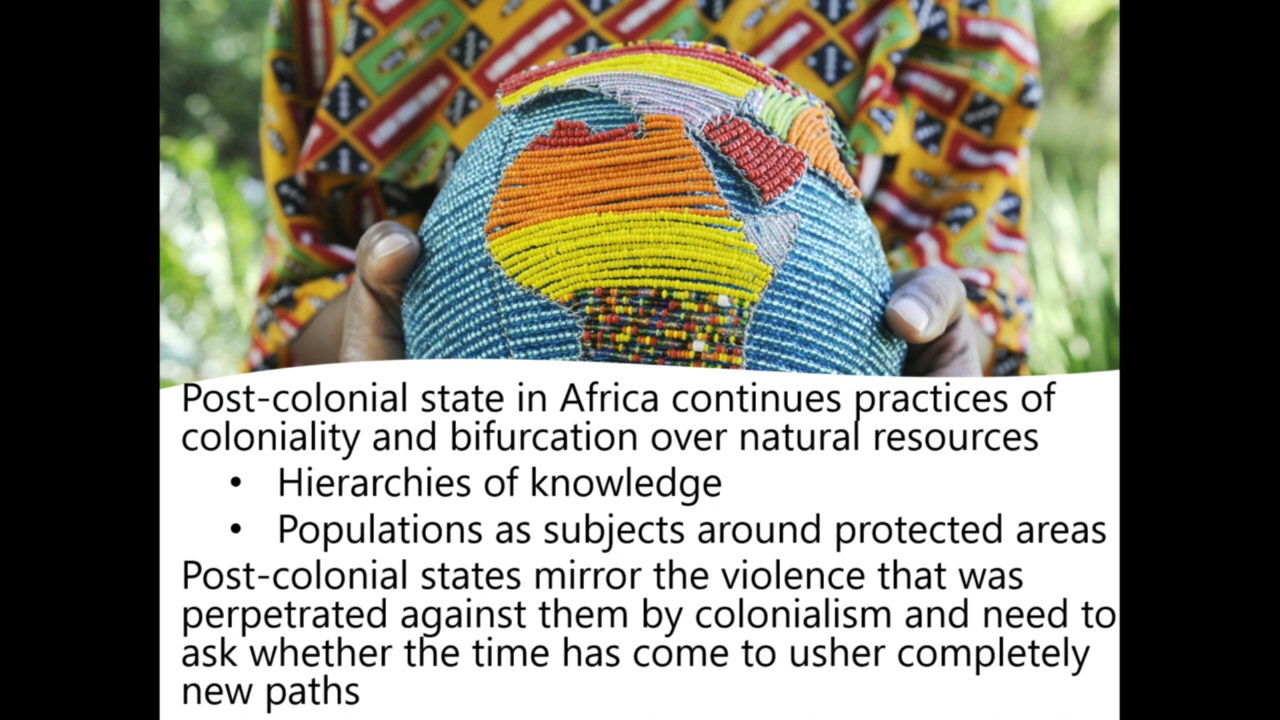 Post-colonial state in Africa continues practices of
coloniality and bifurcation over natural resources
• Hierarchies of knowledge
• Populations as subjects around protected areas
Post-colonial states mirror the violence that was
perpetrated against them by colonialism and need to
ask whether the time has come to usher completely
new paths